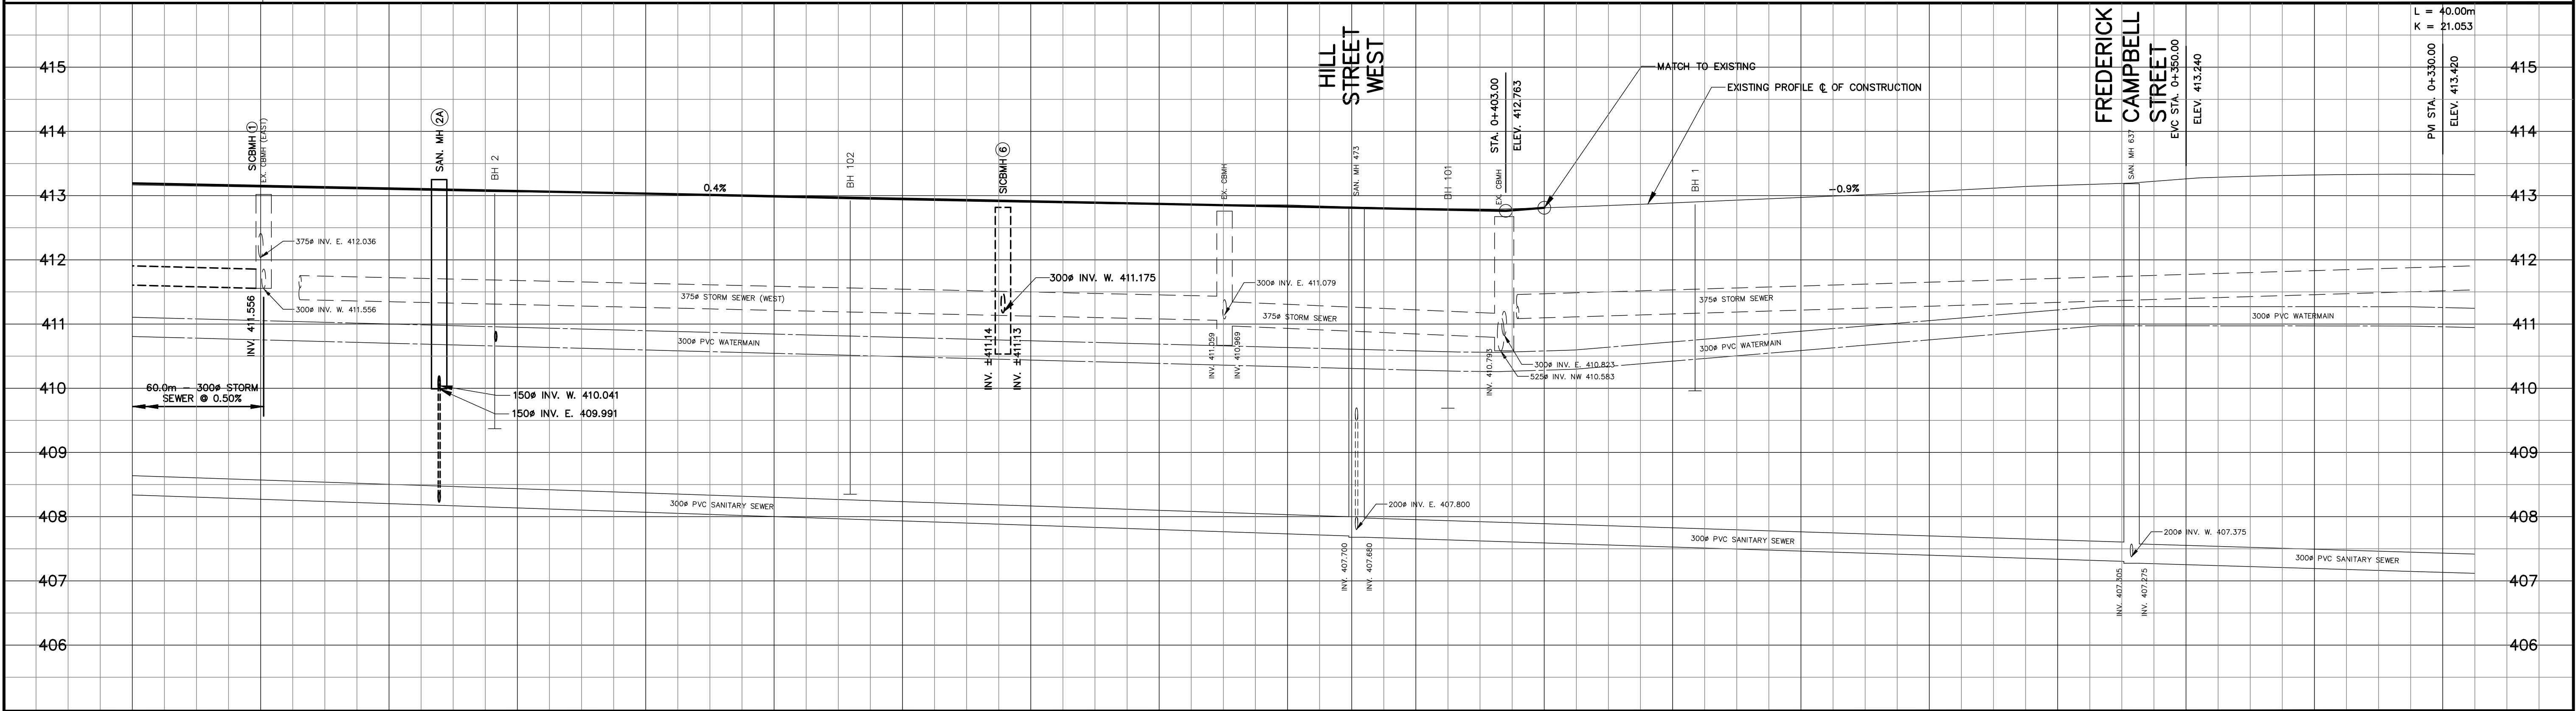 L = 40.00m
K = 21.053
415
414
413
412
411
410
409
408
407
406
SICBMH 1
EX. CBMH (EAST)
375ø INV. E. 412.036
300ø INV. W. 411.556
INV. 411.556
60.0m - 300ø STORM
SEWER @ 0.50%
SAN. MH 2A
BH 2
150ø INV. W. 410.041
150ø INV. E. 409.991
0.4%
375ø STORM SEWER (WEST)
300ø PVC WATERMAIN
300ø PVC SANITARY SEWER
BH 102
SICBMH 6
300ø INV. W. 411.175
INV. ±411.14
INV. ±411.13
EX. CBMH
300ø INV. E. 411.079
375ø STORM SEWER
INV. 411.059
INV. 410.969
HILL
STREET
WEST
SAN. MH 473
200ø INV. E. 407.800
INV. 407.700
INV. 407.680
BH 101
STA. 0+403.00
ELEV. 412.763
EX. CBMH
300ø INV. E. 410.823
525ø INV. NW 410.583
INV. 410.793
MATCH TO EXISTING
EXISTING PROFILE ℄ OF CONSTRUCTION
BH 1
-0.9%
375ø STORM SEWER
300ø PVC WATERMAIN
300ø PVC SANITARY SEWER
FREDERICK
CAMPBELL
STREET
SAN. MH 637
EVC STA. 0+350.00
ELEV. 413.240
200ø INV. W. 407.375
INV. 407.305
INV. 407.275
300ø PVC WATERMAIN
300ø PVC SANITARY SEWER
PVI STA. 0+330.00
ELEV. 413.420
415
414
413
412
411
410
409
408
407
406